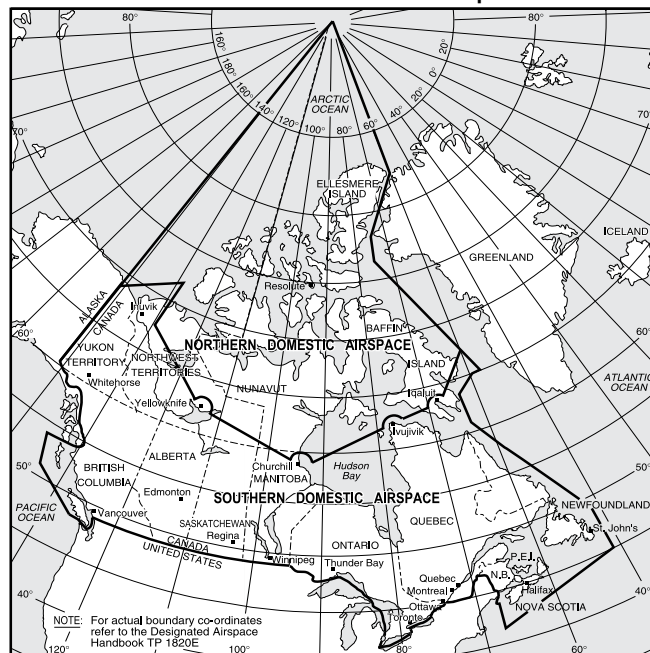 80°
80°
160°
180°
180°
160°
140°
120°
100°
80°
60°
40°
20°
0°
70°
70°
ARCTIC
OCEAN
ELLESMERE
ISLAND
ICELAND
GREENLAND
Resolute
ALASKA
CANADA
Inuvik
BAFFIN
ISLAND
NORTHERN DOMESTIC AIRSPACE
60°
60°
YUKON
TERRITORY
NORTHWEST
TERRITORIES
Whitehorse
NUNAVUT
Iqaluit
ATLANTIC
OCEAN
Yellowknife
Ivujivik
50°
50°
BRITISH
COLUMBIA
ALBERTA
Churchill
MANITOBA
Hudson
Bay
Edmonton
SOUTHERN DOMESTIC AIRSPACE
PACIFIC
OCEAN
Vancouver
NEWFOUNDLAND
St. John's
QUEBEC
SASKATCHEWAN
Regina
CANADA
UNITED STATES
Winnipeg
ONTARIO
Thunder Bay
P.E.I.
N.B.
Quebec
Montreal
Halifax
Ottawa
NOVA SCOTIA
Toronto
40°
40°
NOTE: For actual boundary co-ordinates
refer to the Designated Airspace
Handbook TP 1820E
120°
100°
80°
60°